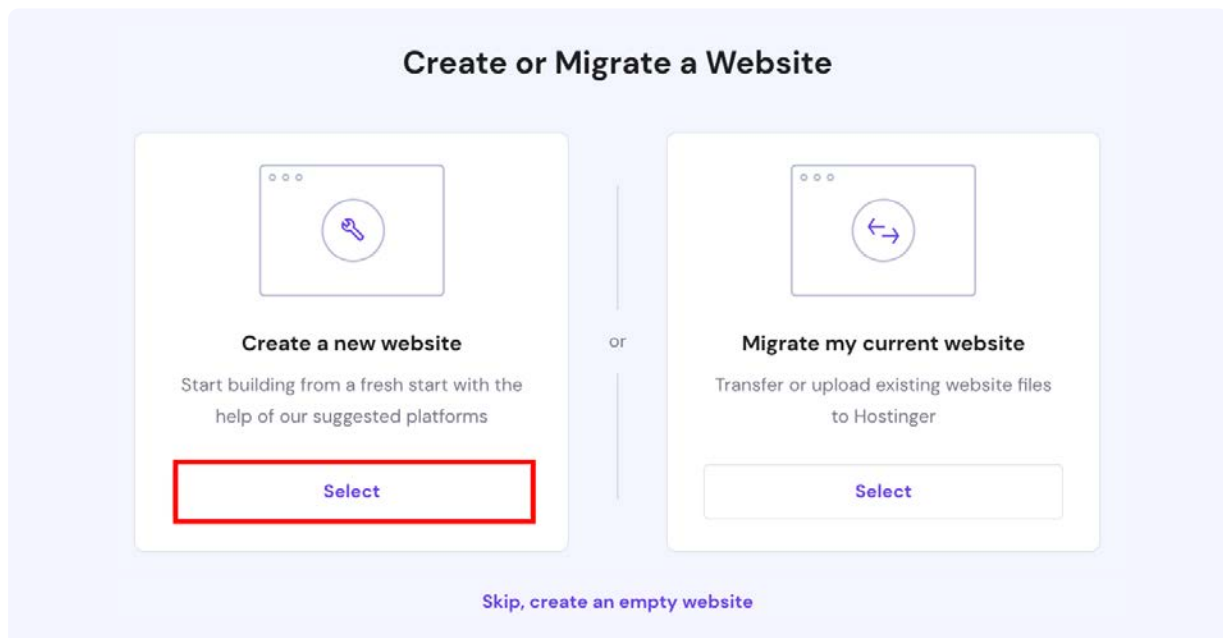 Create or Migrate a Website
Create a new website
Start building from a fresh start with the
help of our suggested platforms
Select
or
Migrate my current website
Transfer or upload existing website files
to Hostinger
Select
Skip, create an empty website